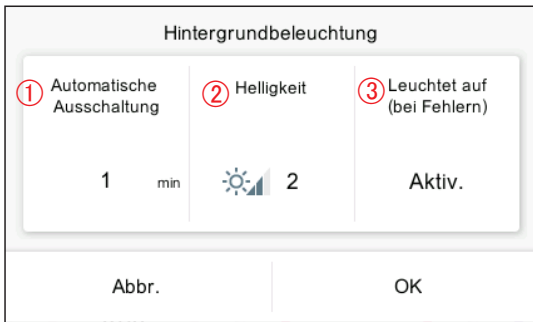 Hintergrundbeleuchtung
① Automatische
Ausschaltung
② Helligkeit
③ Leuchtet auf
(bei Fehlern)
1 min
2
Aktiv.
Abbr.
OK